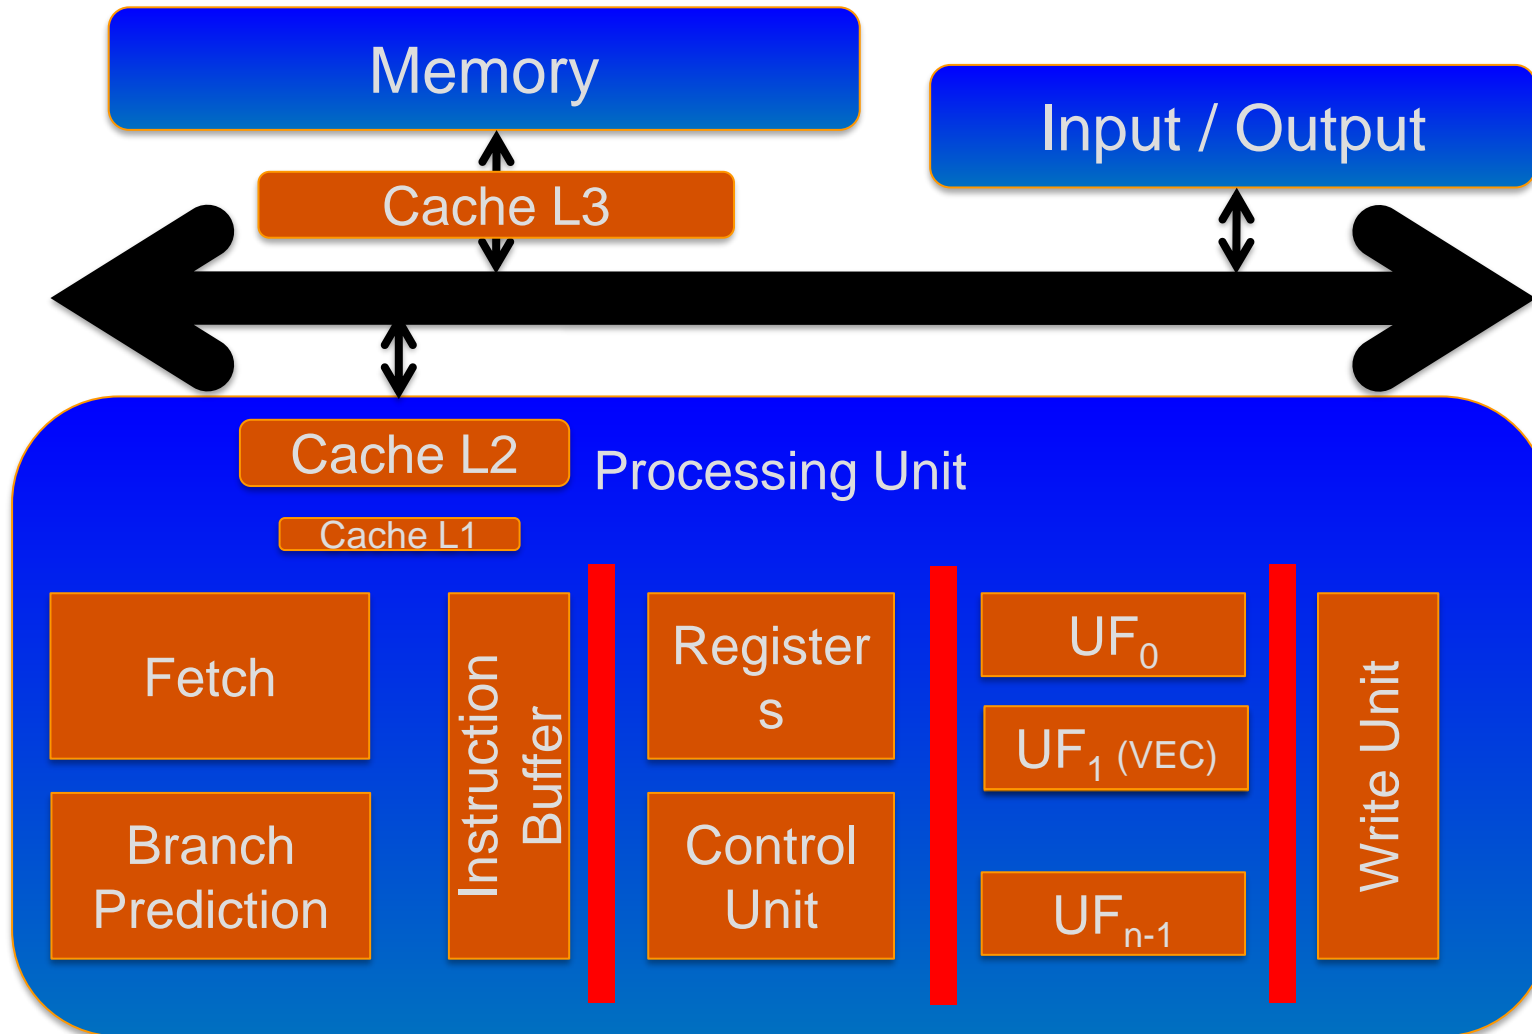 Memory
Input / Output
Cache L3
Cache L2
Processing Unit
Cache L1
Fetch
Branch
Prediction
Instruction
Buffer
Register
s
Control
Unit
UF₀
UF₁ (VEC)
UFₙ₋₁
Write Unit